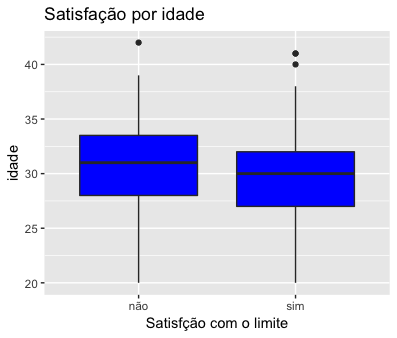 Satisfação por idade
idade
40
35
30
25
20
não
sim
Satisfção com o limite